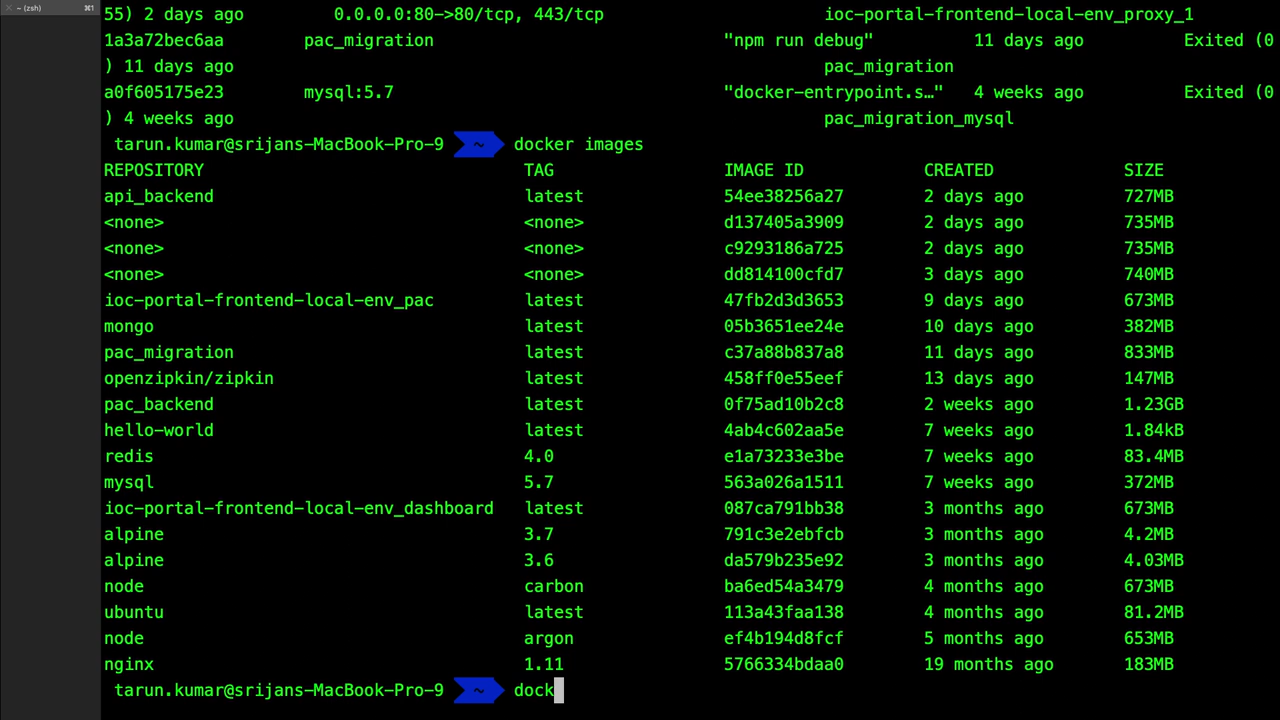 ~ (zsh) ⌘1
55) 2 days ago 0.0.0.0:80->80/tcp, 443/tcp ioc-portal-frontend-local-env_proxy_1
1a3a72bec6aa pac_migration "npm run debug" 11 days ago Exited (0
) 11 days ago pac_migration
a0f605175e23 mysql:5.7 "docker-entrypoint.s…" 4 weeks ago Exited (0
) 4 weeks ago pac_migration_mysql
tarun.kumar@srijans-MacBook-Pro-9 ~ docker images
REPOSITORY TAG IMAGE ID CREATED SIZE
api_backend latest 54ee38256a27 2 days ago 727MB
<none> <none> d137405a3909 2 days ago 735MB
<none> <none> c9293186a725 2 days ago 735MB
<none> <none> dd814100cfd7 3 days ago 740MB
ioc-portal-frontend-local-env_pac latest 47fb2d3d3653 9 days ago 673MB
mongo latest 05b3651ee24e 10 days ago 382MB
pac_migration latest c37a88b837a8 11 days ago 833MB
openzipkin/zipkin latest 458ff0e55eef 13 days ago 147MB
pac_backend latest 0f75ad10b2c8 2 weeks ago 1.23GB
hello-world latest 4ab4c602aa5e 7 weeks ago 1.84kB
redis 4.0 e1a73233e3be 7 weeks ago 83.4MB
mysql 5.7 563a026a1511 7 weeks ago 372MB
ioc-portal-frontend-local-env_dashboard latest 087ca791bb38 3 months ago 673MB
alpine 3.7 791c3e2ebfcb 3 months ago 4.2MB
alpine 3.6 da579b235e92 3 months ago 4.03MB
node carbon ba6ed54a3479 4 months ago 673MB
ubuntu latest 113a43faa138 4 months ago 81.2MB
node argon ef4b194d8fcf 5 months ago 653MB
nginx 1.11 5766334bdaa0 19 months ago 183MB
tarun.kumar@srijans-MacBook-Pro-9 ~ dock